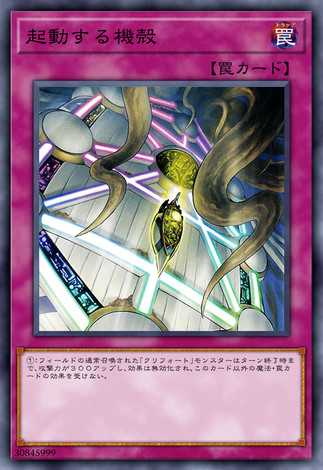 起動する機殻
トラップ
罠
【罠カード】
①:フィールドの通常召喚された「クリフォート」モンスターはターン終了時ま
で、攻撃力が300アップし、効果は無効化され、このカード以外の魔法・罠カ
ードの効果を受けない。
30845999